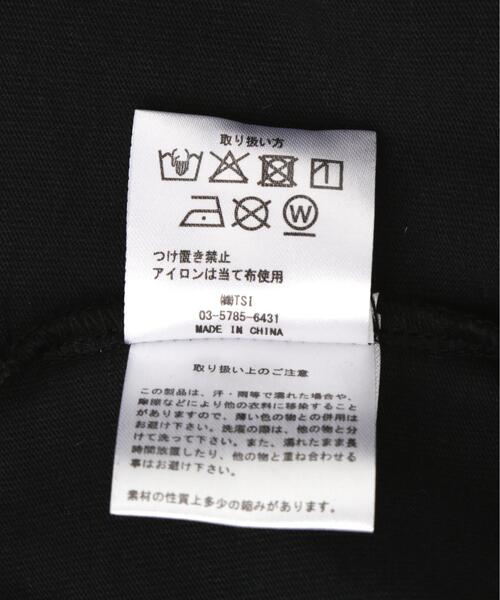 取り扱い方
W
つけ置き禁止
アイロンは当て布使用
㈱TSI
03-5785-6431
MADE IN CHINA
取り扱い上のご注意
この製品は、汗・雨等で濡れた場合や、
摩擦などにより他の衣料に移染すること
がありますので、薄い色の物との併用は
お避け下さい。洗濯の際は、他の物と分
けて洗って下さい。また、濡れたまま長
時間放置したり、他の物と重ね合わせる
事はお避け下さい。
素材の性質上多少の縮みがあります。